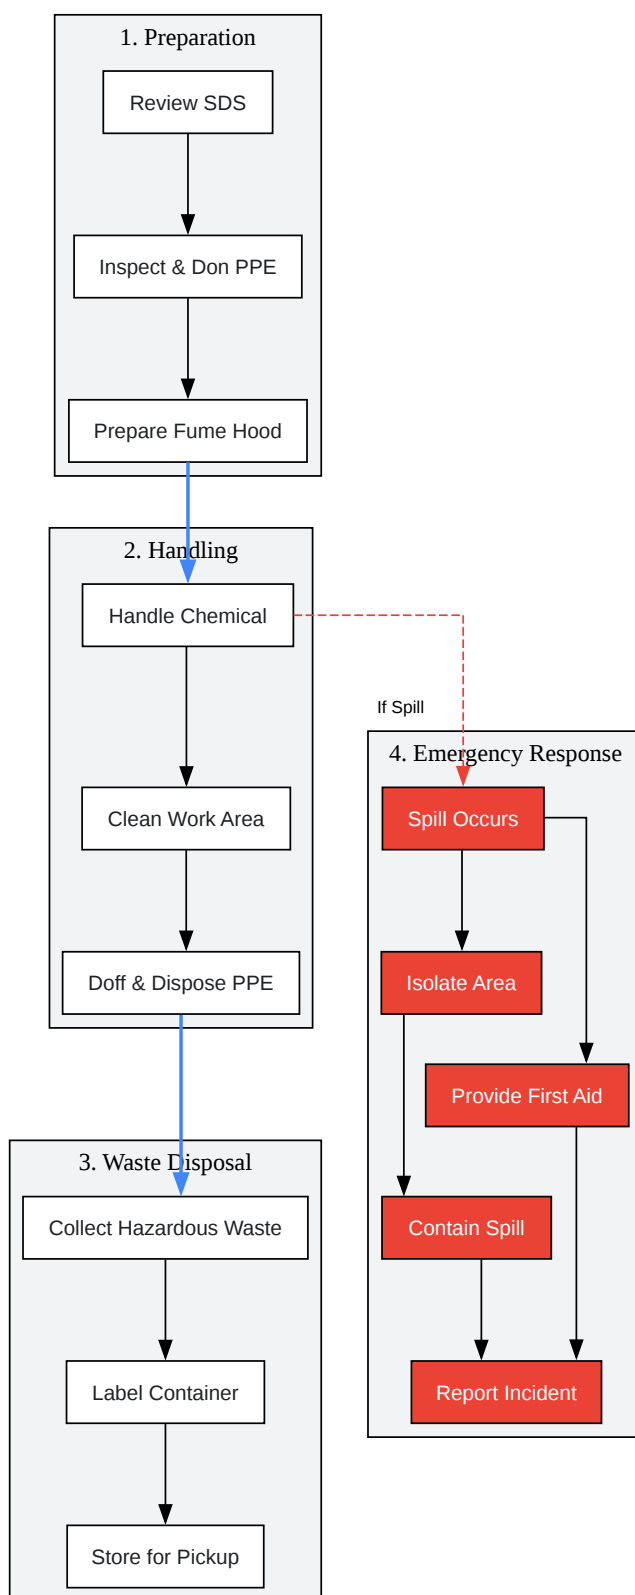 1. Preparation
Review SDS
Inspect & Don PPE
Prepare Fume Hood
2. Handling
Handle Chemical
Clean Work Area
Doff & Dispose PPE
3. Waste Disposal
Collect Hazardous Waste
Label Container
Store for Pickup
If Spill
4. Emergency Response
Spill Occurs
Isolate Area
Provide First Aid
Contain Spill
Report Incident